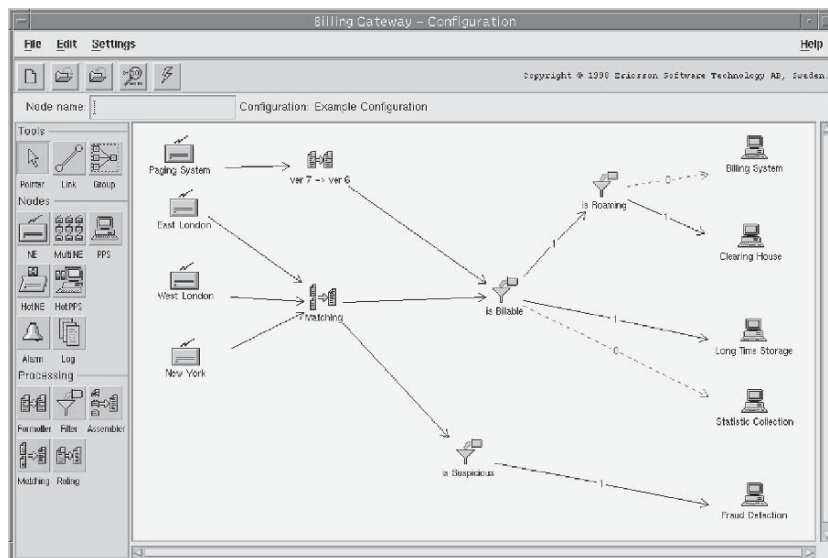 Billing Gateway - Configuration
File Edit Settings Help
Copyright © 1998 Ericsson Software Technology AB, Sweden.
Node name: Configuration: Example Configuration
Tools
Pointer Link Group
Nodes
NE MultiNE PPS
HotNE HotPPS
Alarm Log
Processing
Formatter Filter Assembler
Matching Rating
Paging System
ver 7 -> ver 6
East London
West London
New York
Matching
is Billable
is Suspicious
is Roaming
0
1
1
1
0
1
Billing System
Clearing House
Long Time Storage
Statistic Collection
Fraud Detection